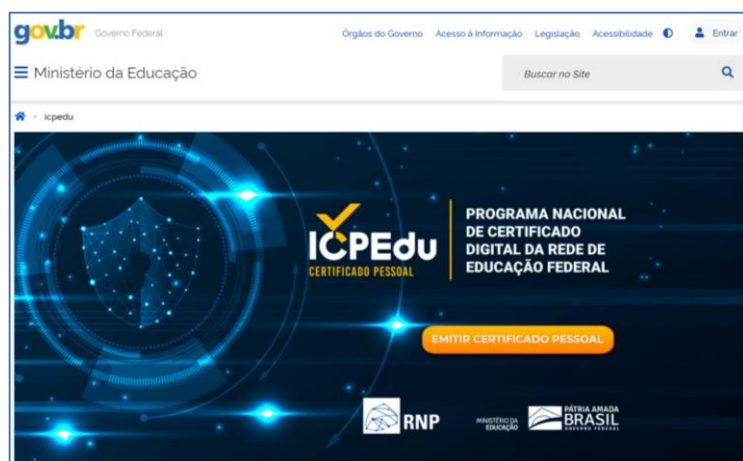 gov.br Governo Federal Órgãos do Governo Acesso à Informação Legislação Acessibilidade Entrar
Ministério da Educação Buscar no Site
icpedu
ICPEdu
CERTIFICADO PESSOAL
PROGRAMA NACIONAL
DE CERTIFICADO
DIGITAL DA REDE DE
EDUCAÇÃO FEDERAL
EMITIR CERTIFICADO PESSOAL
RNP
MINISTÉRIO DA
EDUCAÇÃO
PÁTRIA AMADA
BRASIL
GOVERNO FEDERAL